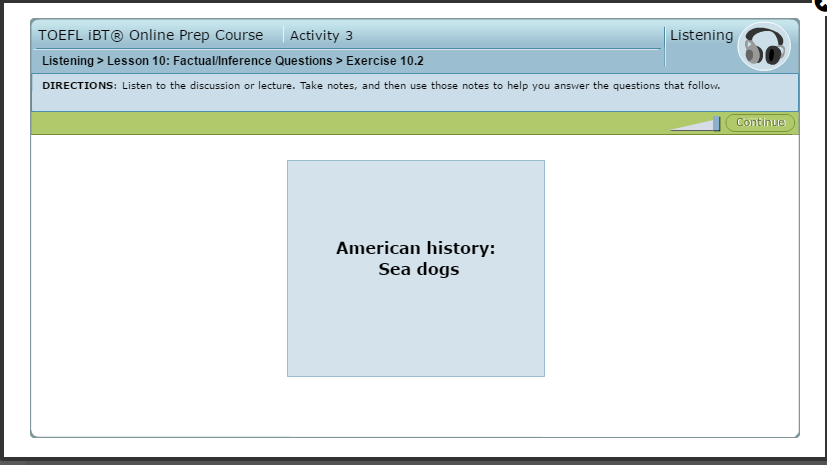 TOEFL iBT® Online Prep Course
Activity 3
Listening
Listening > Lesson 10: Factual/Inference Questions > Exercise 10.2
DIRECTIONS: Listen to the discussion or lecture. Take notes, and then use those notes to help you answer the questions that follow.
Continue
American history:
Sea dogs